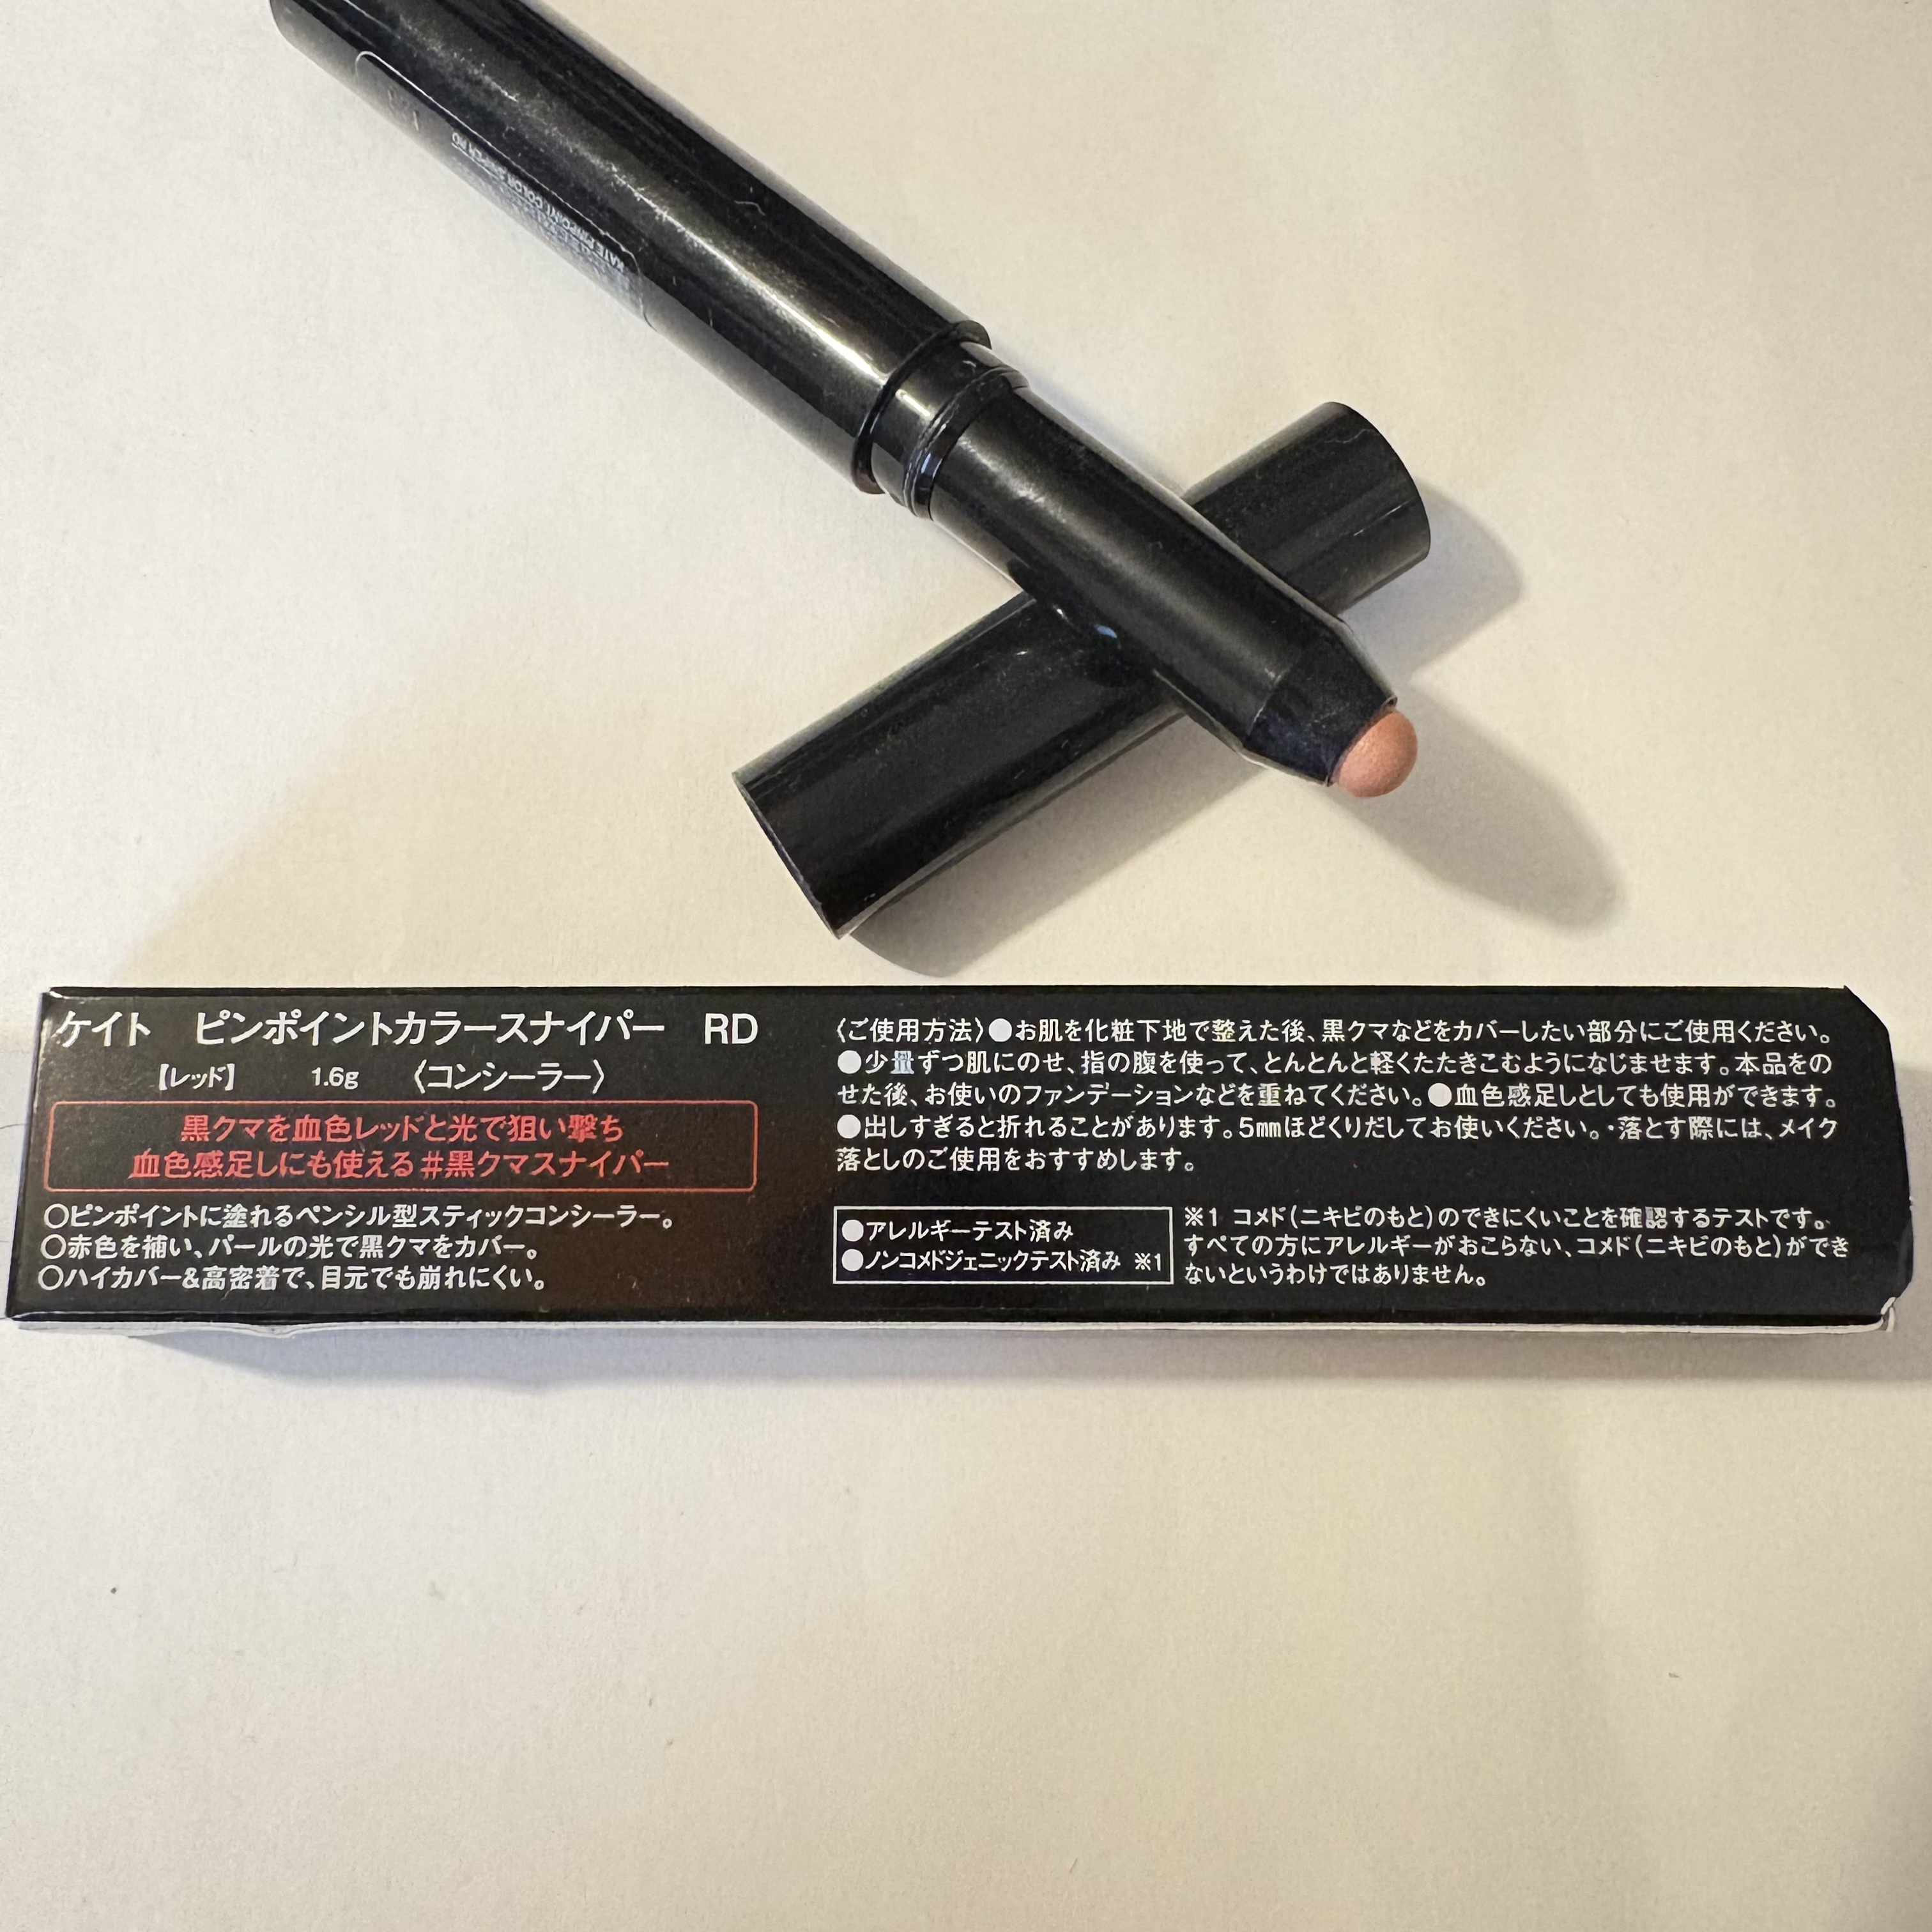 KATE PINPOINT COLOR SNIPER RD
ケイト ピンポイントカラースナイパー RD
【レッド】 1.6g 〈コンシーラー〉
黒クマを血色レッドと光で狙い撃ち
血色感足しにも使える#黒クマスナイパー
○ピンポイントに塗れるペンシル型スティックコンシーラー。
○赤色を補い、パールの光で黒クマをカバー。
○ハイカバー&高密着で、目元でも崩れにくい。
〈ご使用方法〉●お肌を化粧下地で整えた後、黒クマなどをカバーしたい部分にご使用ください。
●少量ずつ肌にのせ、指の腹を使って、とんとんと軽くたたきこむようになじませます。本品をの
せた後、お使いのファンデーションなどを重ねてください。●血色感足しとしても使用ができます。
●出しすぎると折れることがあります。5mmほどくりだしてお使いください。・落とす際には、メイク
落としのご使用をおすすめします。
●アレルギーテスト済み
●ノンコメドジェニックテスト済み ※1
※1 コメド(ニキビのもと)のできにくいことを確認するテストです。
すべての方にアレルギーがおこらない、コメド(ニキビのもと)ができ
ないというわけではありません。